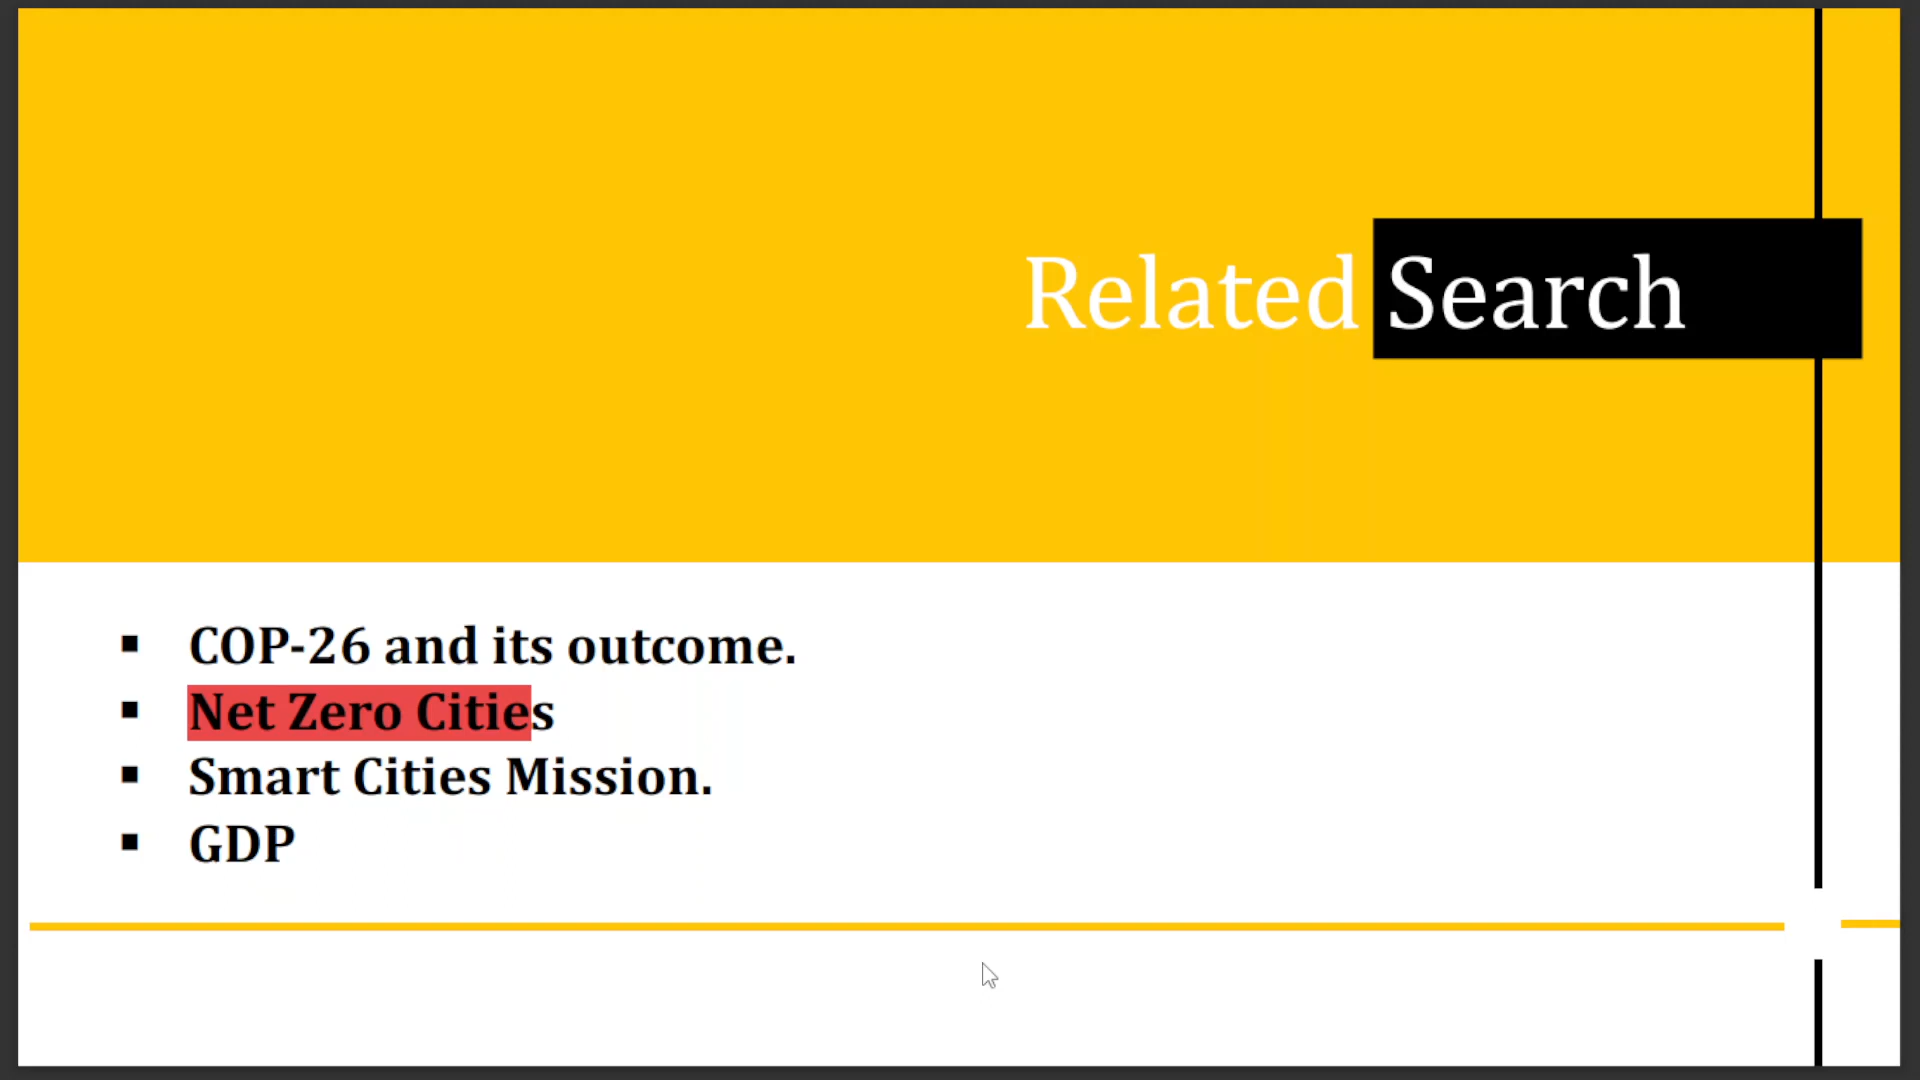 Related Search
COP-26 and its outcome.
Net Zero Cities
Smart Cities Mission.
GDP